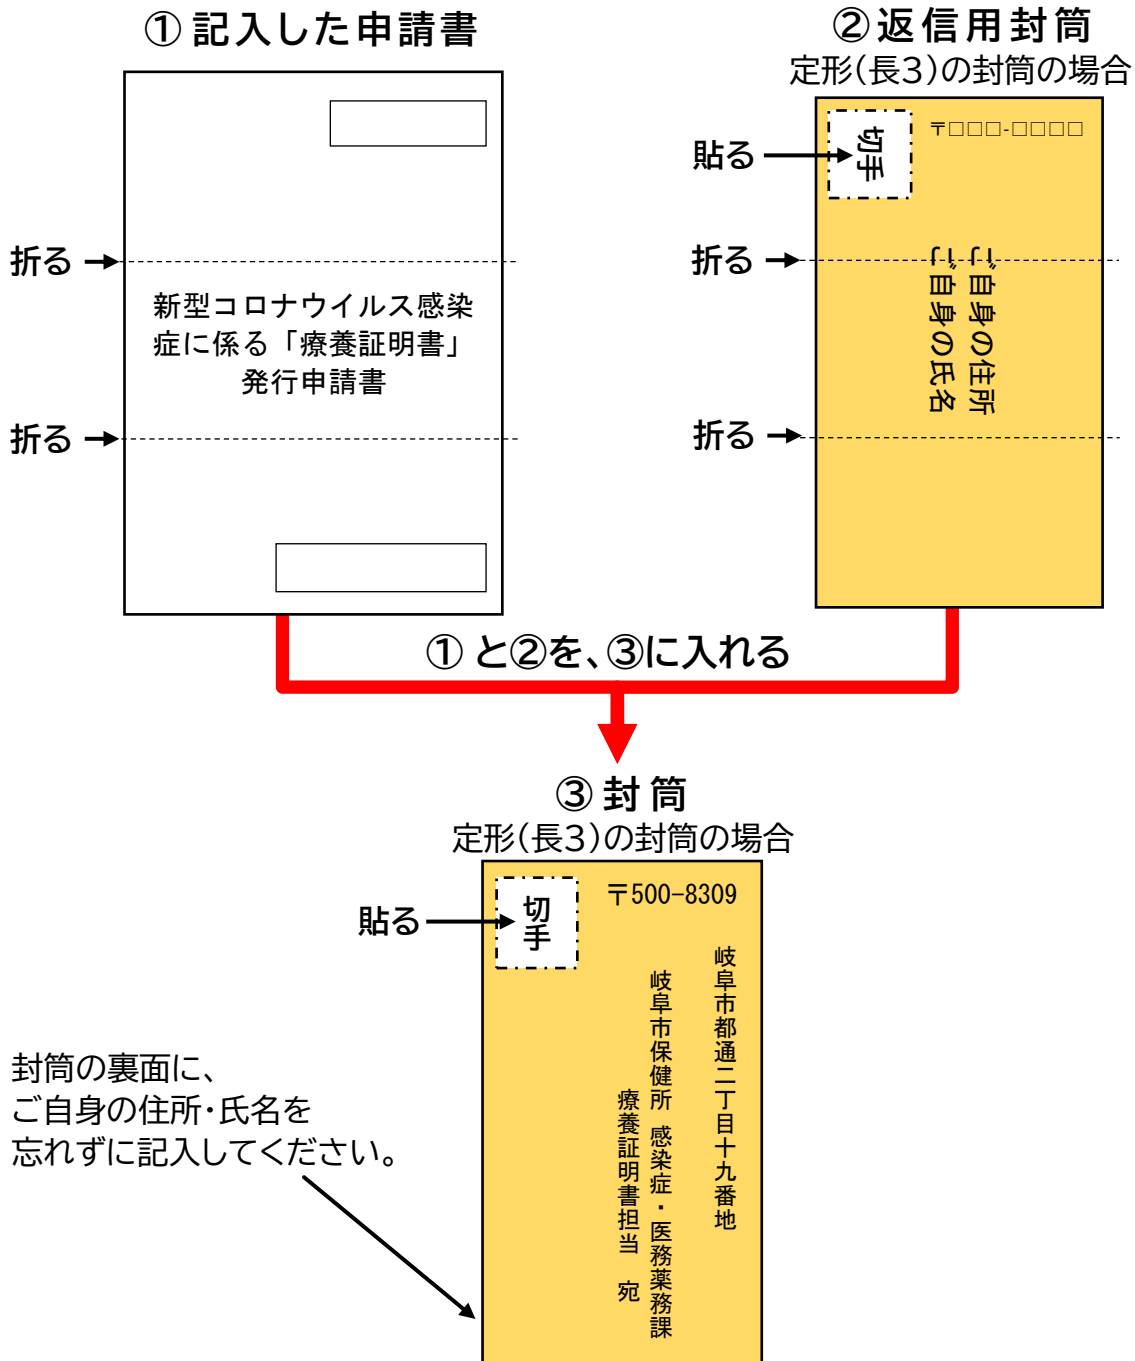 ①記入した申請書
②返信用封筒
定形(長3)の封筒の場合
貼る
切手
〒□□□-□□□□
折る
折る
新型コロナウイルス感染
症に係る「療養証明書」
発行申請書
ご自身の住所
ご自身の氏名
折る
折る
①と②を、③に入れる
③封筒
定形(長3)の封筒の場合
貼る
切手
〒500-8309
岐阜市都通二丁目十九番地
岐阜市保健所 感染症・医務薬務課
療養証明書担当 宛
封筒の裏面に、
ご自身の住所・氏名を
忘れずに記入してください。